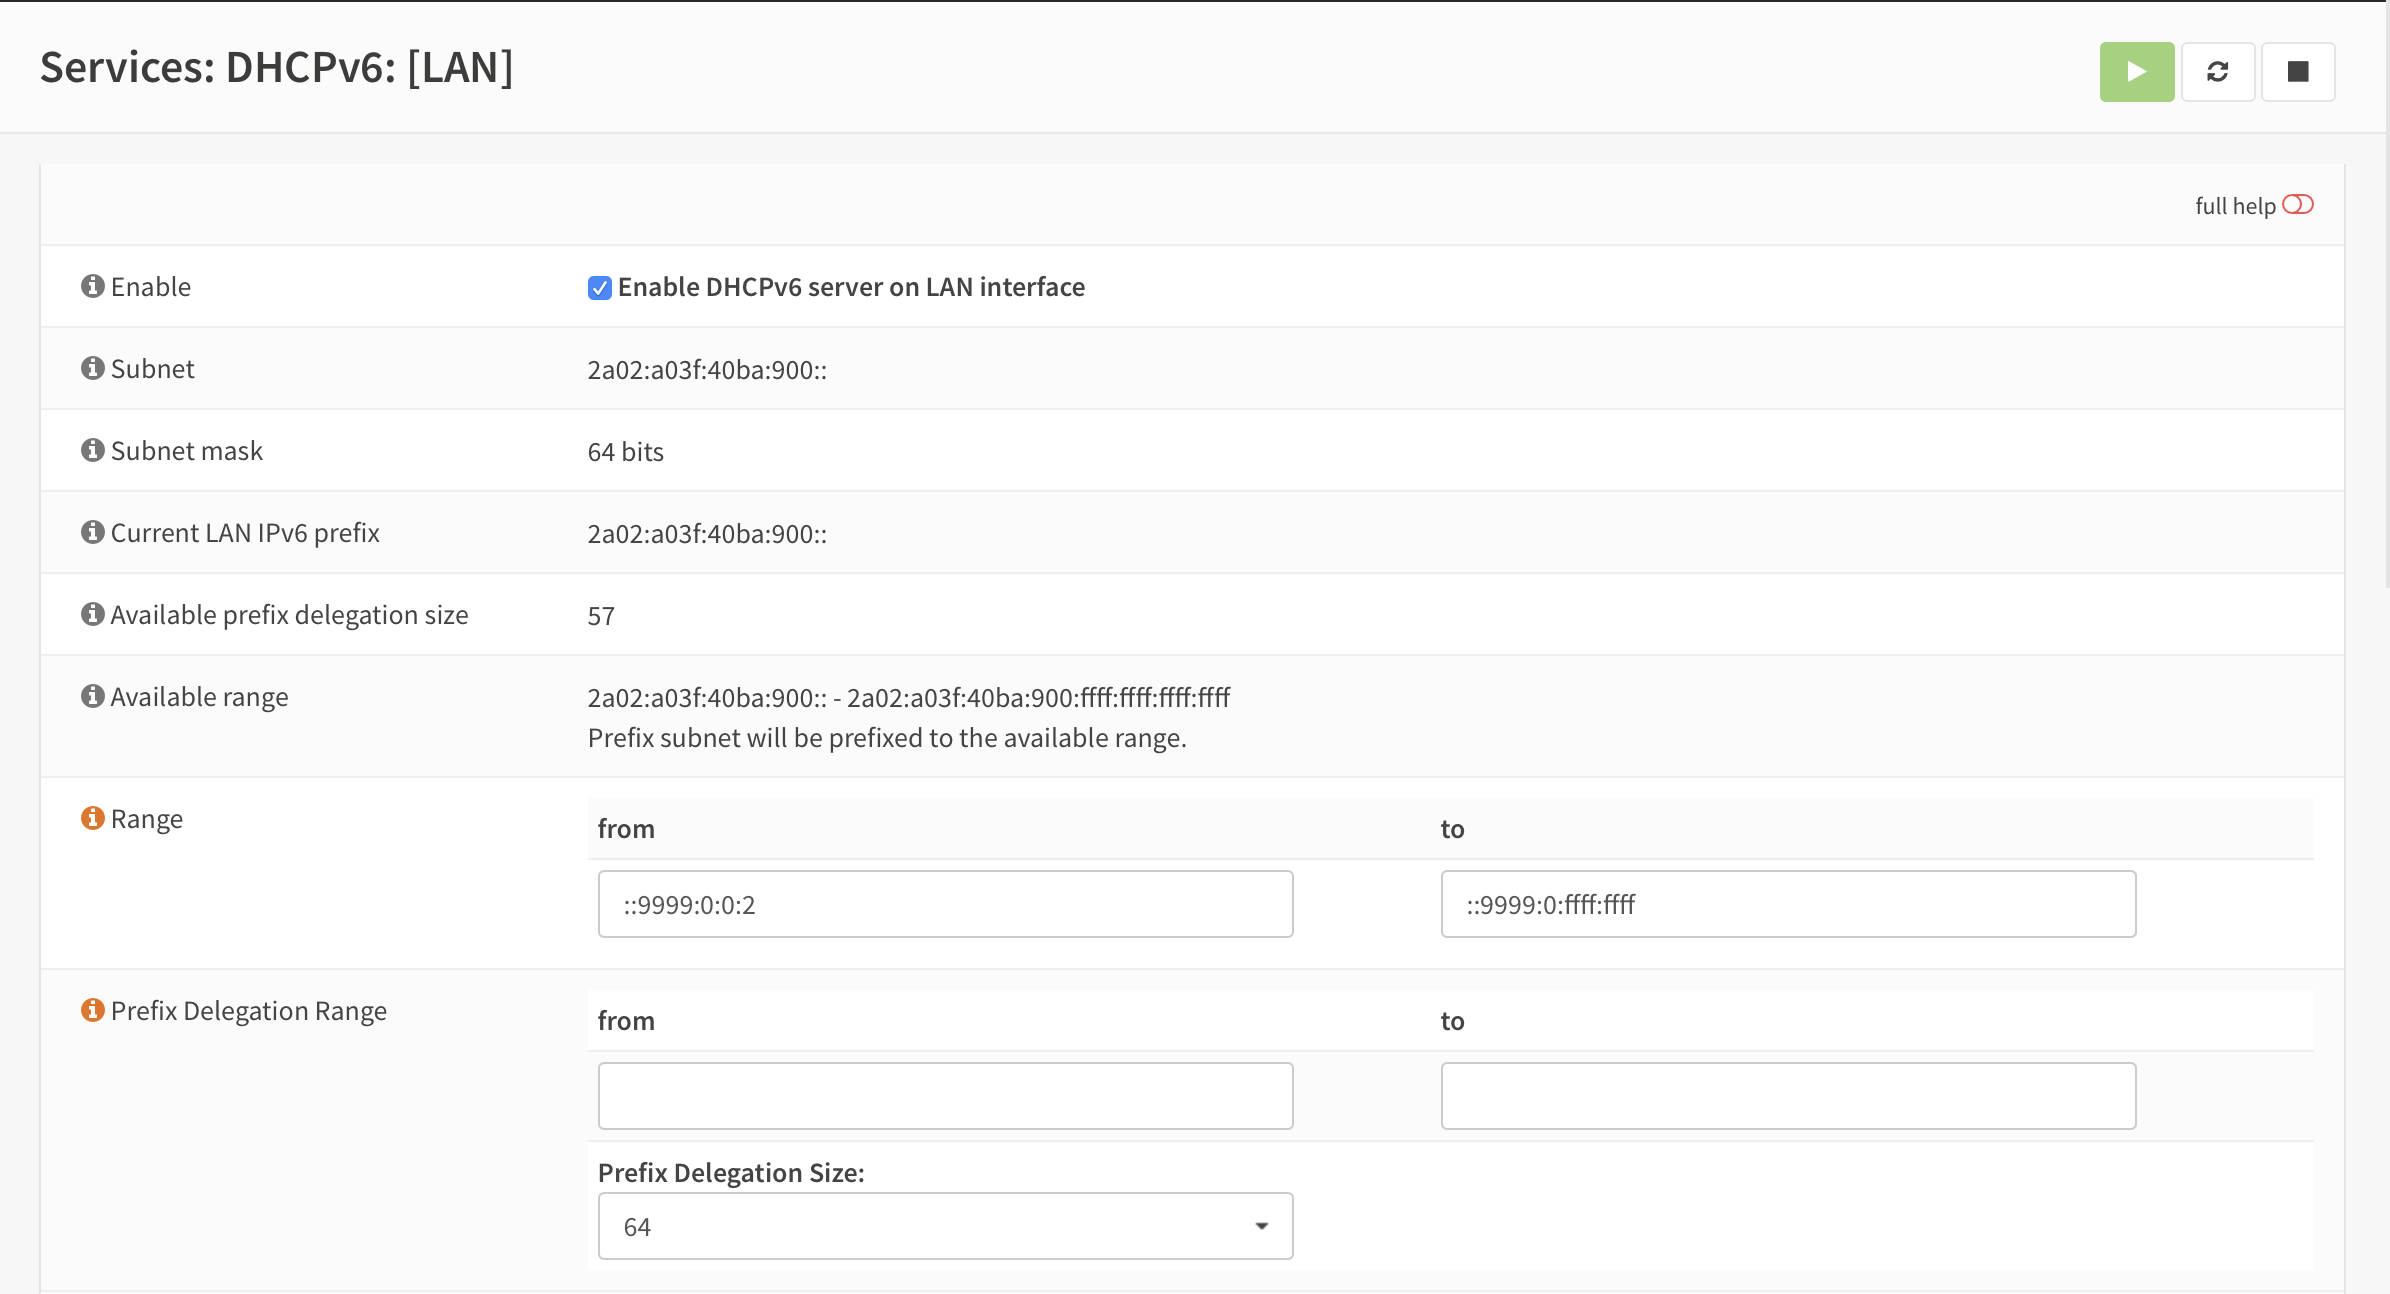 Services: DHCPv6: [LAN]
full help
Enable
Enable DHCPv6 server on LAN interface
Subnet
2a02:a03f:40ba:900::
Subnet mask
64 bits
Current LAN IPv6 prefix
2a02:a03f:40ba:900::
Available prefix delegation size
57
Available range
2a02:a03f:40ba:900:: - 2a02:a03f:40ba:900:ffff:ffff:ffff:ffff
Prefix subnet will be prefixed to the available range.
Range
from
to
::9999:0:0:2
::9999:0:ffff:ffff
Prefix Delegation Range
from
to
Prefix Delegation Size:
64